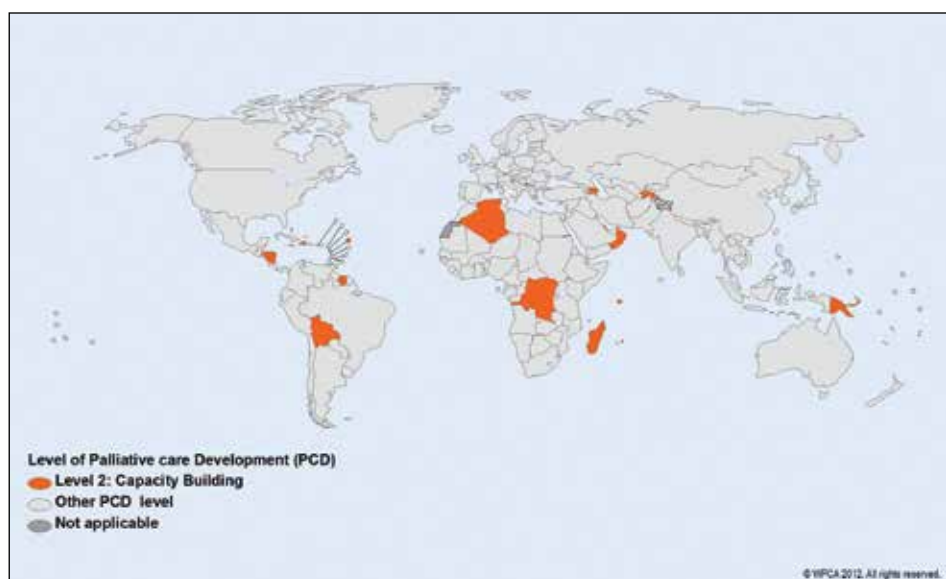 Level of Palliative care Development (PCD)
Level 2: Capacity Building
Other PCD level
Not applicable
© WPCA 2012. All rights reserved.